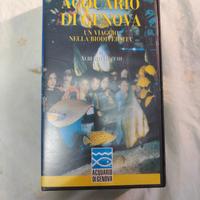 ACQUARIO
DI GENOVA
UN VIAGGIO
NELLA BIODIVERSITÀ
ACQUARIO
DI GENOVA